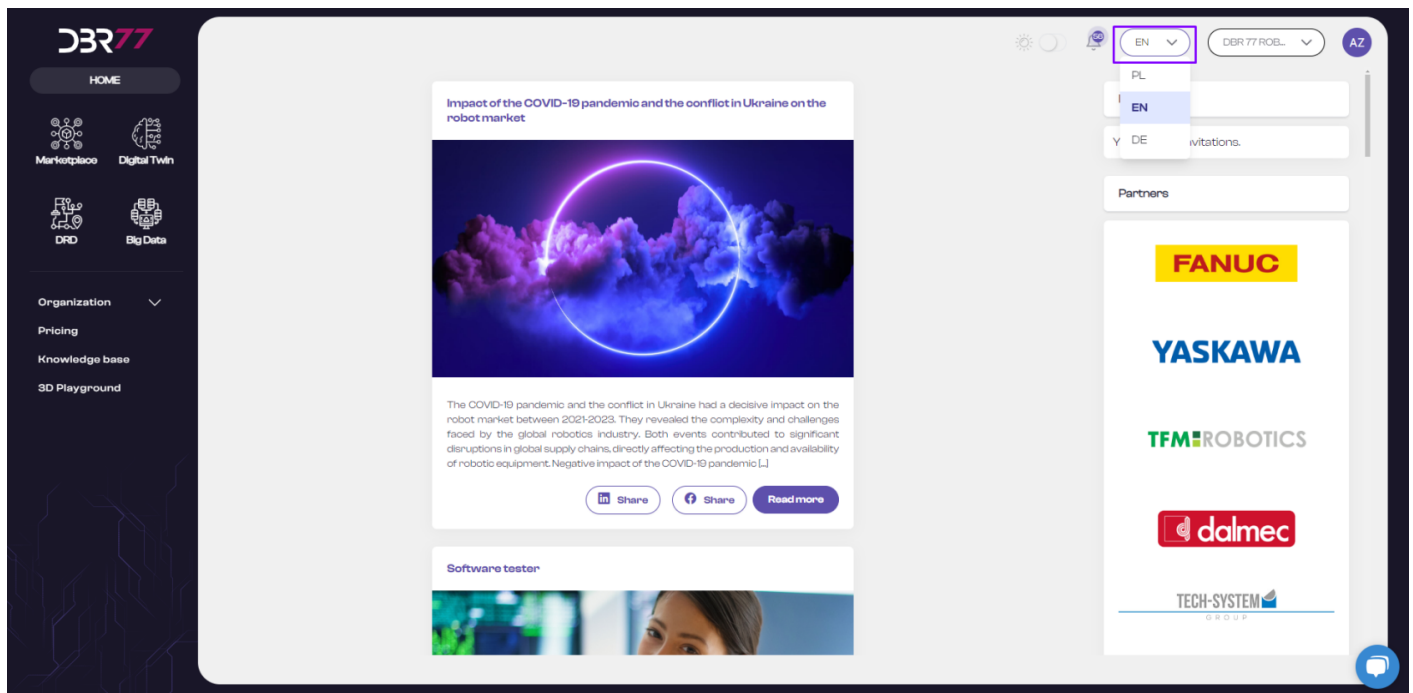 DBR77
HOME
Marketplace
Digital Twin
DRD
Big Data
Organization
Pricing
Knowledge base
3D Playground
EN
DBR 77 ROB...
AZ
PL
EN
DE
Impact of the COVID-19 pandemic and the conflict in Ukraine on the
robot market
The COVID-19 pandemic and the conflict in Ukraine had a decisive impact on the
robot market between 2021-2023. They revealed the complexity and challenges
faced by the global robotics industry. Both events contributed to significant
disruptions in global supply chains, directly affecting the production and availability
of robotic equipment. Negative impact of the COVID-19 pandemic [...]
Share
Share
Read more
Software tester
Partners
FANUC
YASKAWA
TFM ROBOTICS
dalmec
TECH-SYSTEM
GROUP